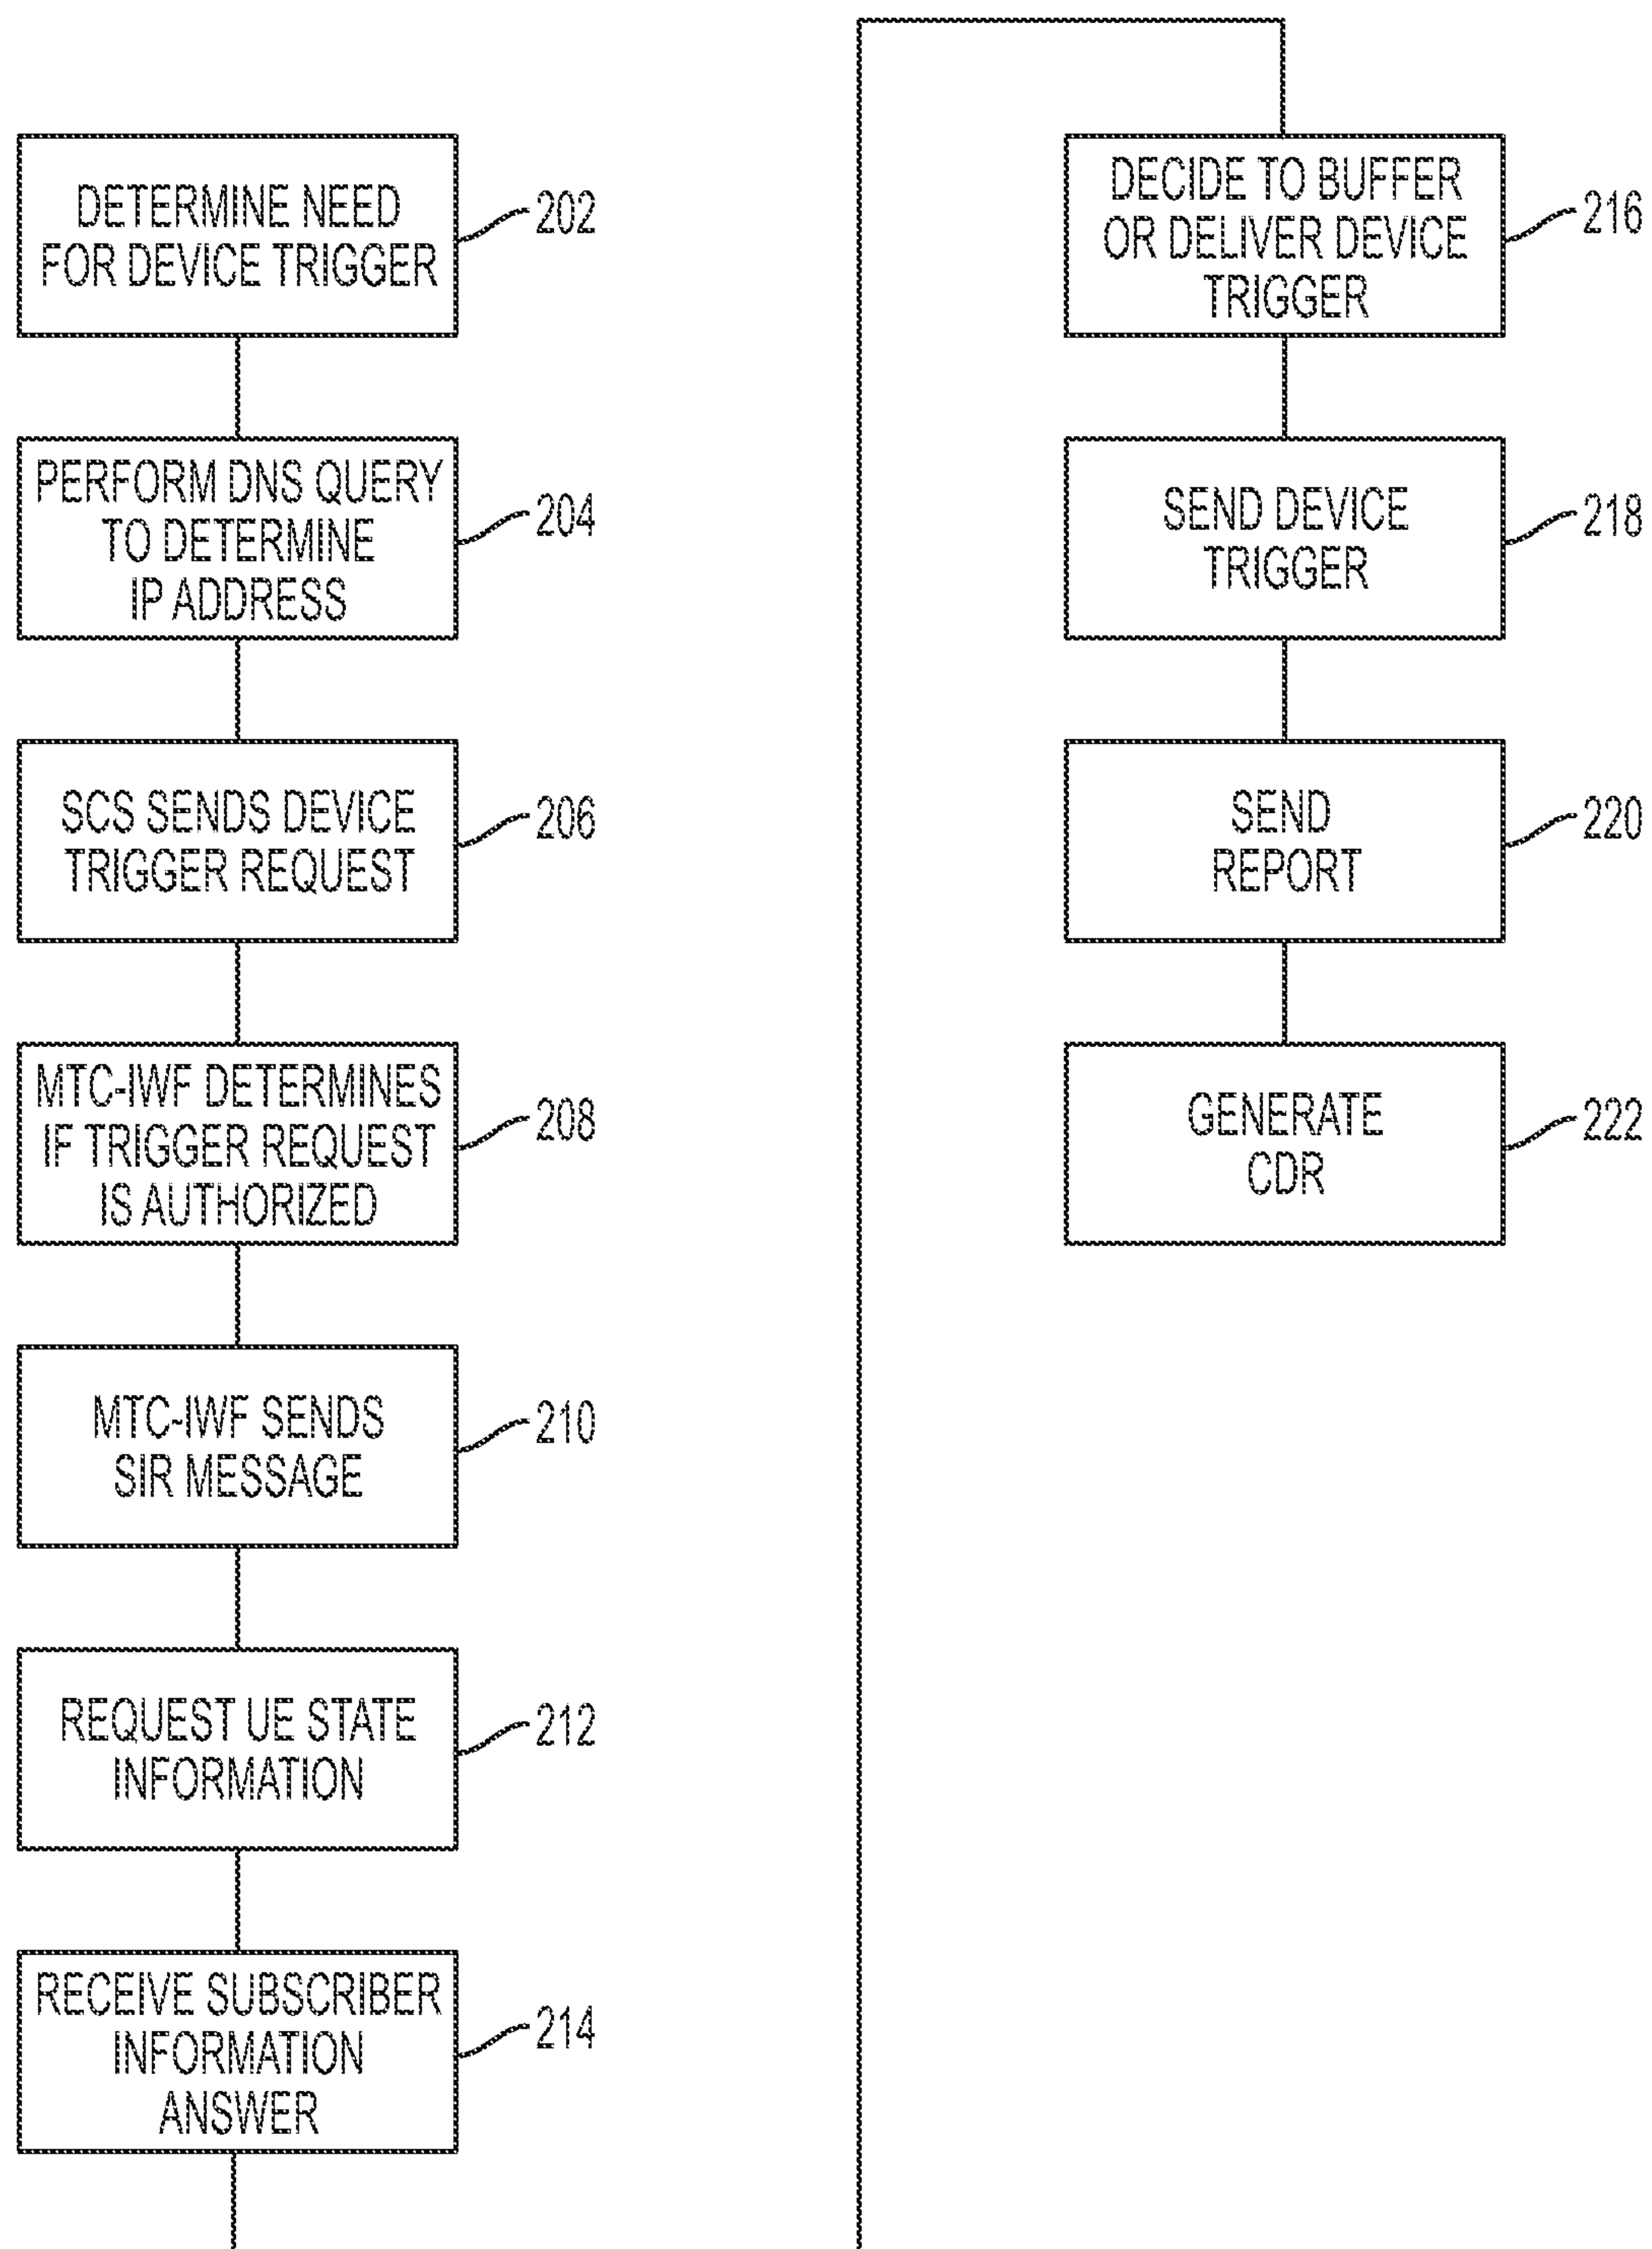 DETERMINE NEED
FOR DEVICE TRIGGER
202
PERFORM DNS QUERY
TO DETERMINE
IP ADDRESS
204
SCS SENDS DEVICE
TRIGGER REQUEST
206
MTC-IWF DETERMINES
IF TRIGGER REQUEST
IS AUTHORIZED
208
MTC-IWF SENDS
SIR MESSAGE
210
REQUEST UE STATE
INFORMATION
212
RECEIVE SUBSCRIBER
INFORMATION
ANSWER
214
DECIDE TO BUFFER
OR DELIVER DEVICE
TRIGGER
216
SEND DEVICE
TRIGGER
218
SEND
REPORT
220
GENERATE
CDR
222